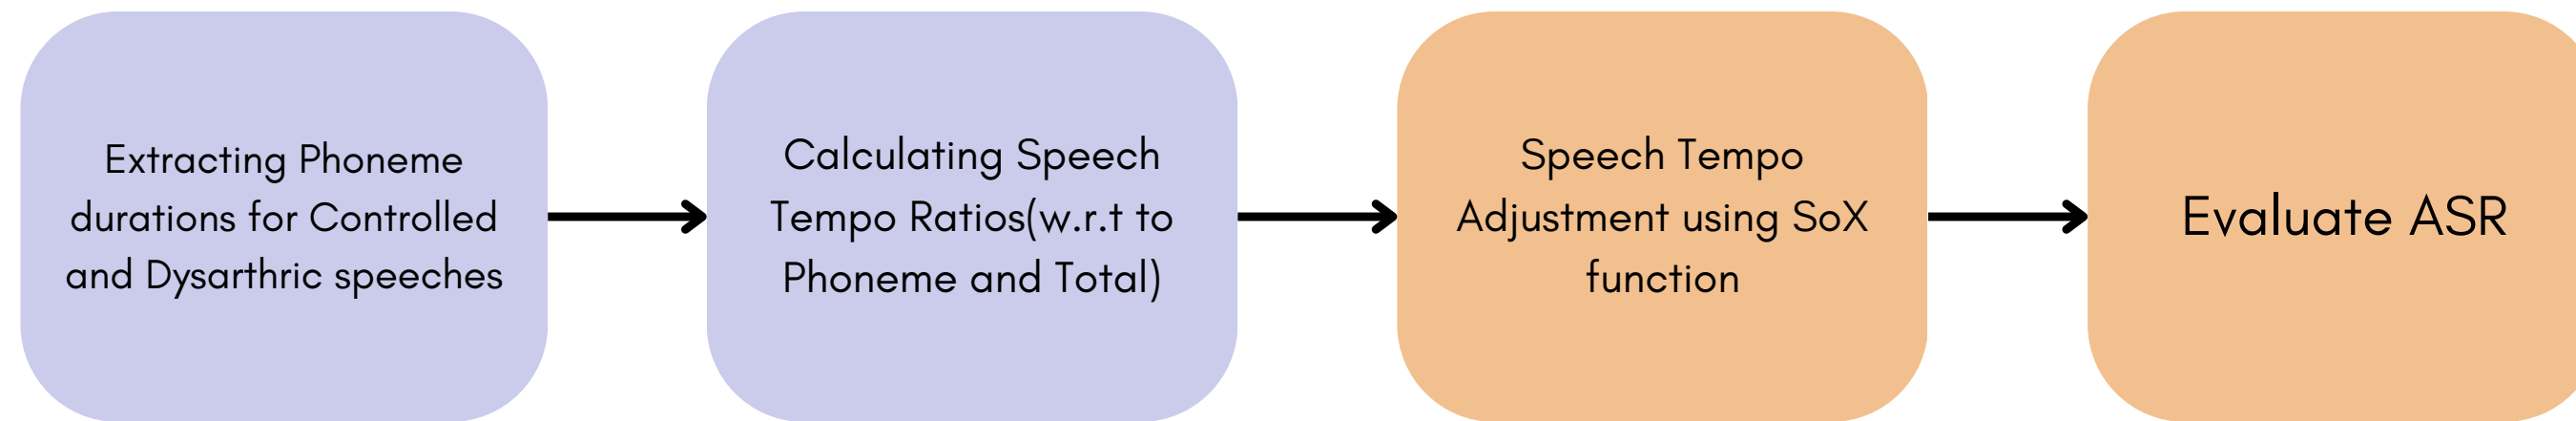 Extracting Phoneme
durations for Controlled
and Dysarthric speeches
Calculating Speech
Tempo Ratios(w.r.t to
Phoneme and Total)
Speech Tempo
Adjustment using SoX
function
Evaluate ASR